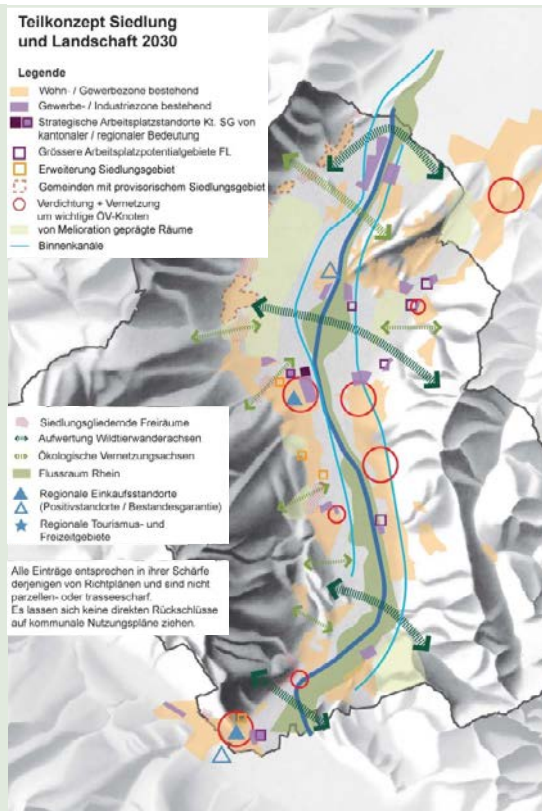 Teilkonzept Siedlung
und Landschaft 2030
Legende
Wohn- / Gewerbezone bestehend
Gewerbe- / Industriezone bestehend
Strategische Arbeitsplatzstandorte Kt. SG von
kantonaler / regionaler Bedeutung
Grössere Arbeitsplatzpotentialgebiete FL
Erweiterung Siedlungsgebiet
Gemeinden mit provisorischem Siedlungsgebiet
Verdichtung + Vernetzung
um wichtige ÖV-Knoten
von Melioration geprägte Räume
Binnenkanäle
Siedlungsgliedernde Freiräume
Aufwertung Wildtierwanderachsen
Ökologische Vernetzungsachsen
Flussraum Rhein
Regionale Einkaufsstandorte
(Positivstandorte / Bestandesgarantie)
Regionale Tourismus- und
Freizeitgebiete
Alle Einträge entsprechen in ihrer Schärfe
derjenigen von Richtplänen und sind nicht
parzellen- oder trasseescharf.
Es lassen sich keine direkten Rückschlüsse
auf kommunale Nutzungspläne ziehen.